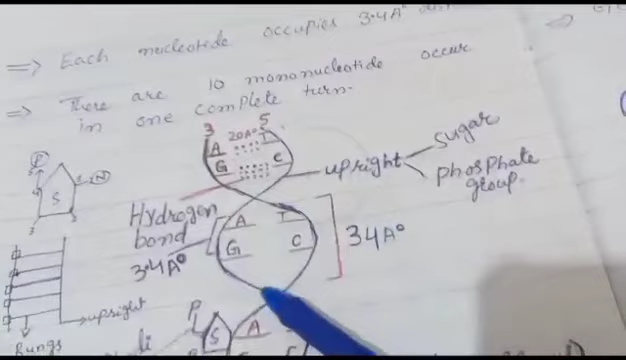 => Each nucleotide occupies 3.4A°
=> There are 10 mononucleotide occur
in one complete turn.
3 5
20A°
A T
G C
upright
sugar
phosphate
group.
P
S
3
Hydrogen
bond
3.4A°
A T
G C
34A°
upright
Rungs
P
S
A